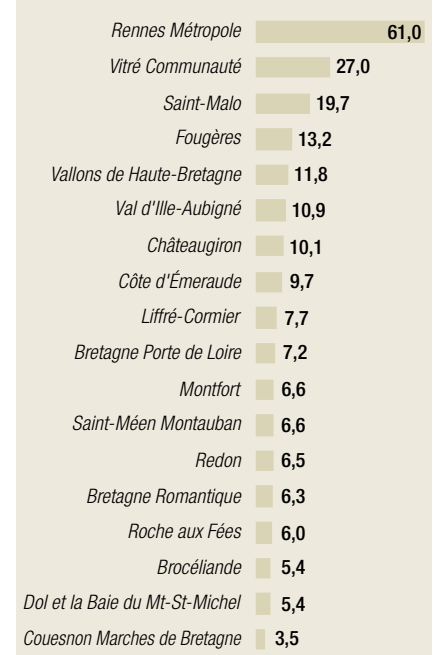 Rennes Métropole 61,0
Vitré Communauté 27,0
Saint-Malo 19,7
Fougères 13,2
Vallons de Haute-Bretagne 11,8
Val d'Ille-Aubigné 10,9
Châteaugiron 10,1
Côte d'Émeraude 9,7
Liffré-Cormier 7,7
Bretagne Porte de Loire 7,2
Montfort 6,6
Saint-Méen Montauban 6,6
Redon 6,5
Bretagne Romantique 6,3
Roche aux Fées 6,0
Brocéliande 5,4
Dol et la Baie du Mt-St-Michel 5,4
Couesnon Marches de Bretagne 3,5